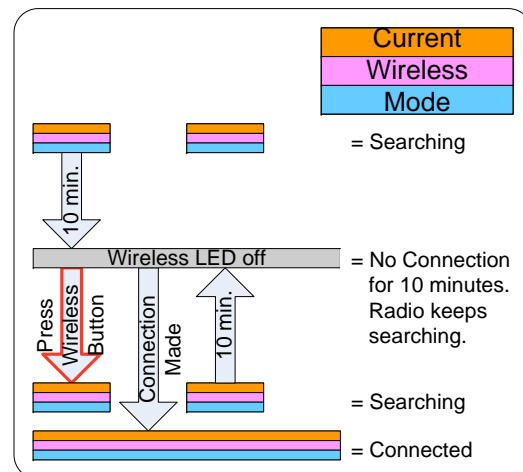 Current
Wireless
Mode
= Searching
10 min.
Wireless LED off
= No Connection
for 10 minutes.
Radio keeps
searching.
Press
Wireless
Button
Connection
Made
10 min.
= Searching
= Connected